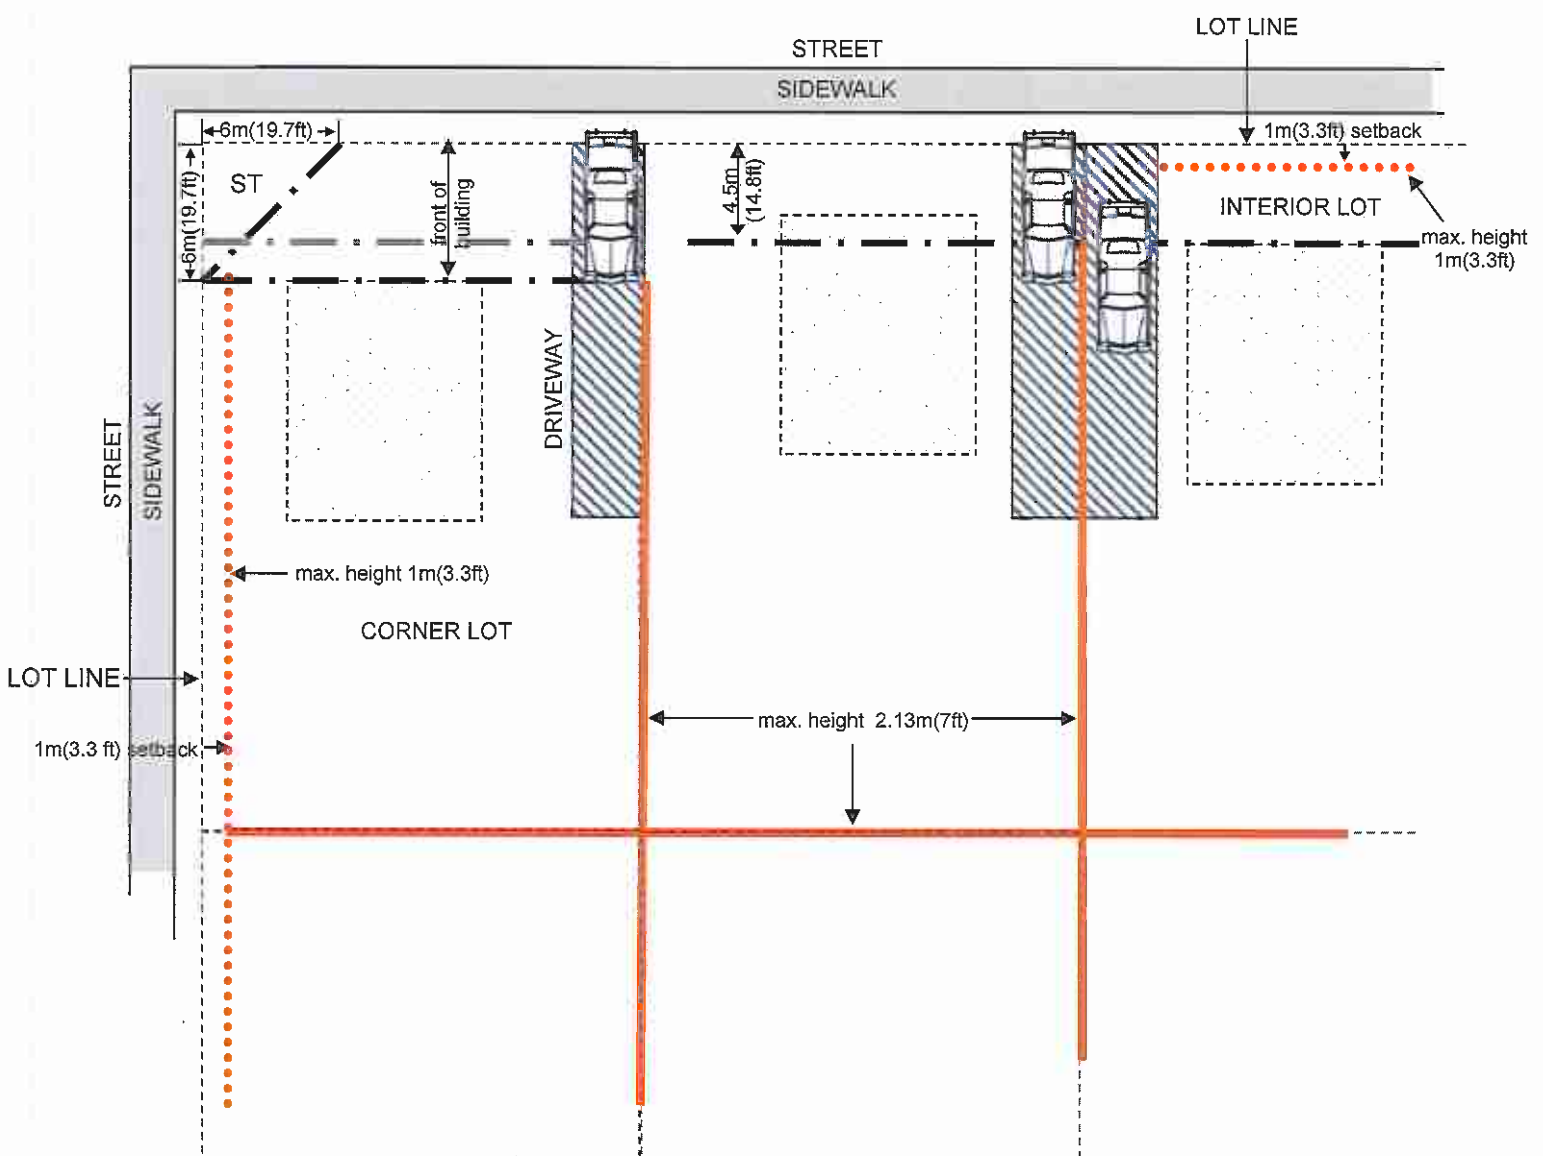 LOT LINE
STREET
SIDEWALK
6m(19.7ft)
1m(3.3ft) setback
6m(19.7ft)
ST
front of
building
4.5m
(14.8ft)
INTERIOR LOT
max. height
1m(3.3ft)
DRIVEWAY
STREET
SIDEWALK
max. height 1m(3.3ft)
CORNER LOT
LOT LINE
max. height 2.13m(7ft)
1m(3.3 ft) setback